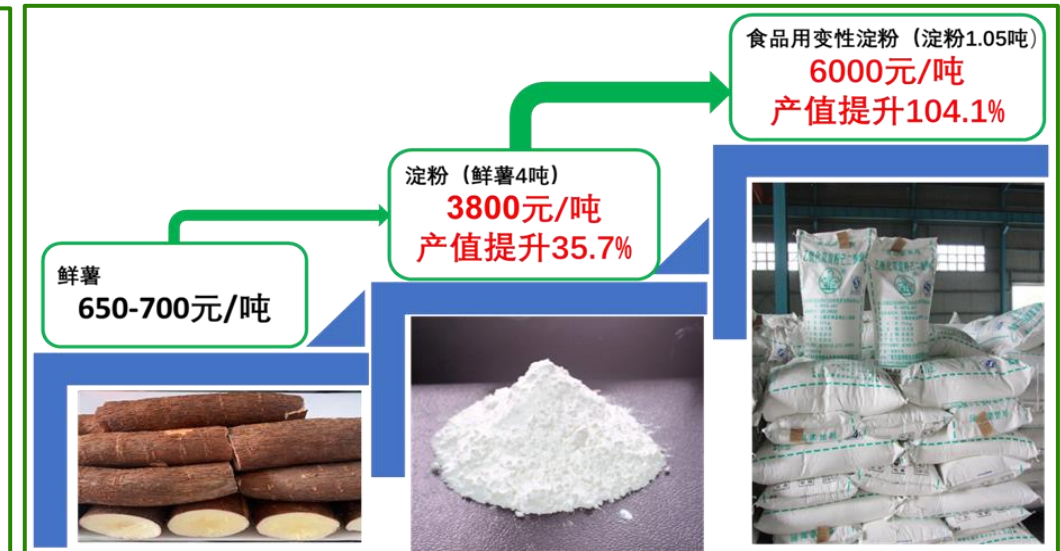 食品用变性淀粉（淀粉1.05吨）
6000元/吨
产值提升104.1%
淀粉（鲜薯4吨）
3800元/吨
产值提升35.7%
鲜薯
650-700元/吨